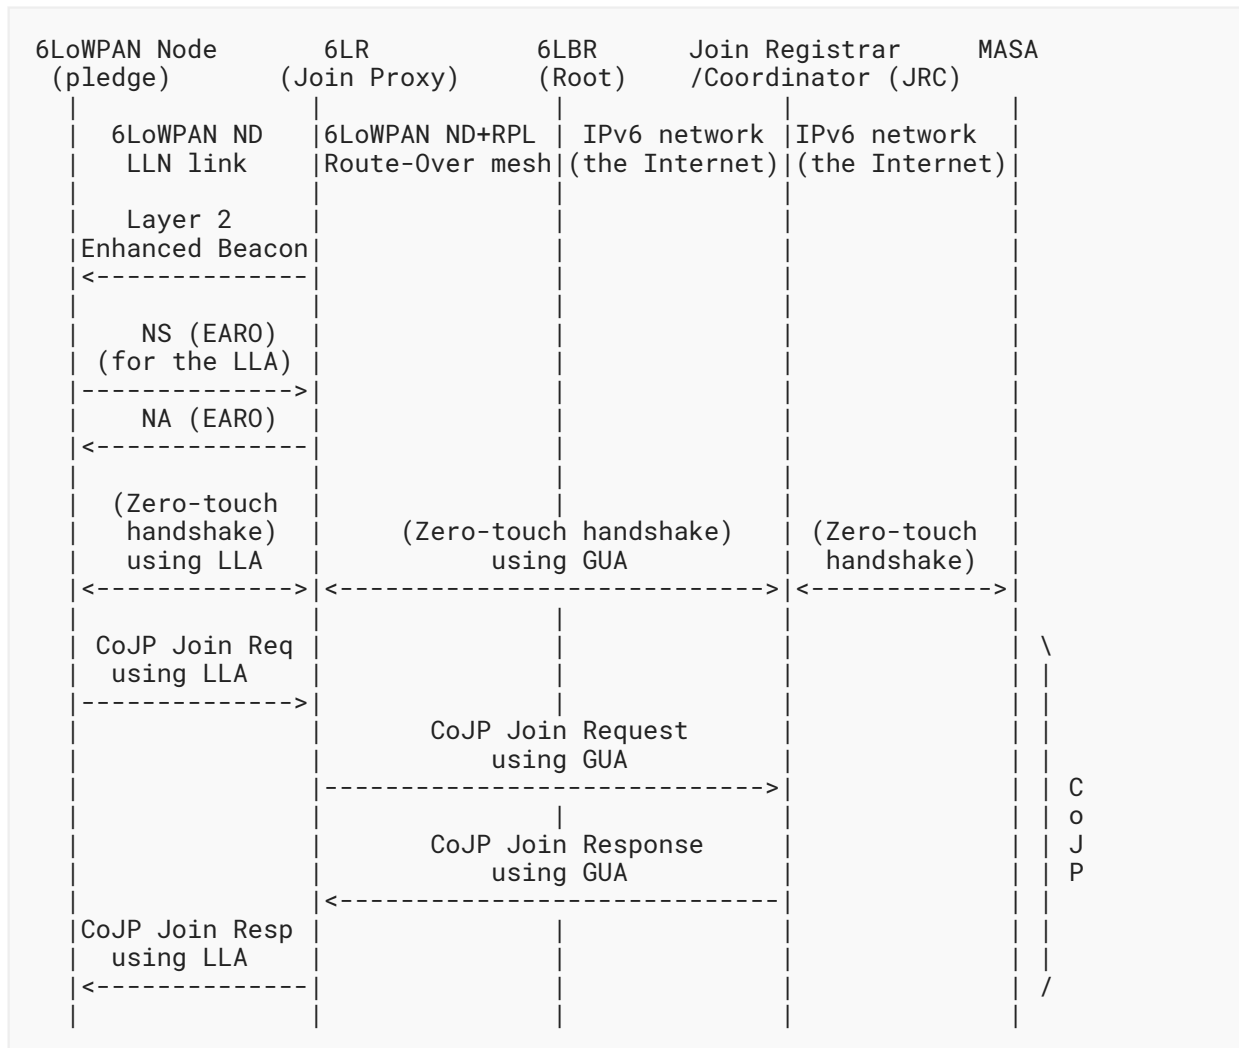 6LoWPAN Node       6LR           6LBR      Join Registrar     MASA
 (pledge)       (Join Proxy)     (Root)    /Coordinator (JRC)
  |               |               |              |              |
  |  6LoWPAN ND   |6LoWPAN ND+RPL | IPv6 network |IPv6 network  |
  |   LLN link    |Route-Over mesh|(the Internet)|(the Internet)|
  |               |               |              |              |
  |   Layer 2     |               |              |              |
  |Enhanced Beacon|               |              |              |
  |<--------------|               |              |              |
  |               |               |              |              |
  |    NS (EARO)  |               |              |              |
  | (for the LLA) |               |              |              |
  |-------------->|               |              |              |
  |    NA (EARO)  |               |              |              |
  |<--------------|               |              |              |
  |               |               |              |              |
  |  (Zero-touch  |               |              |              |
  |   handshake)  |     (Zero-touch handshake)   | (Zero-touch  |
  |   using LLA   |           using GUA          |  handshake)  |
  |<------------->|<---------------------------->|<------------>|
  |               |               |              |              |
  | CoJP Join Req |               |              |              | \
  |  using LLA    |               |              |              | |
  |-------------->|               |              |              | |
  |               |       CoJP Join Request      |              | |
  |               |           using GUA          |              | |
  |               |----------------------------->|              | | C
  |               |               |              |              | | o
  |               |       CoJP Join Response     |              | | J
  |               |           using GUA          |              | | P
  |               |<-----------------------------|              | |
  |CoJP Join Resp |               |              |              | |
  |  using LLA    |               |              |              | |
  |<--------------|               |              |              | /
  |               |               |              |              |